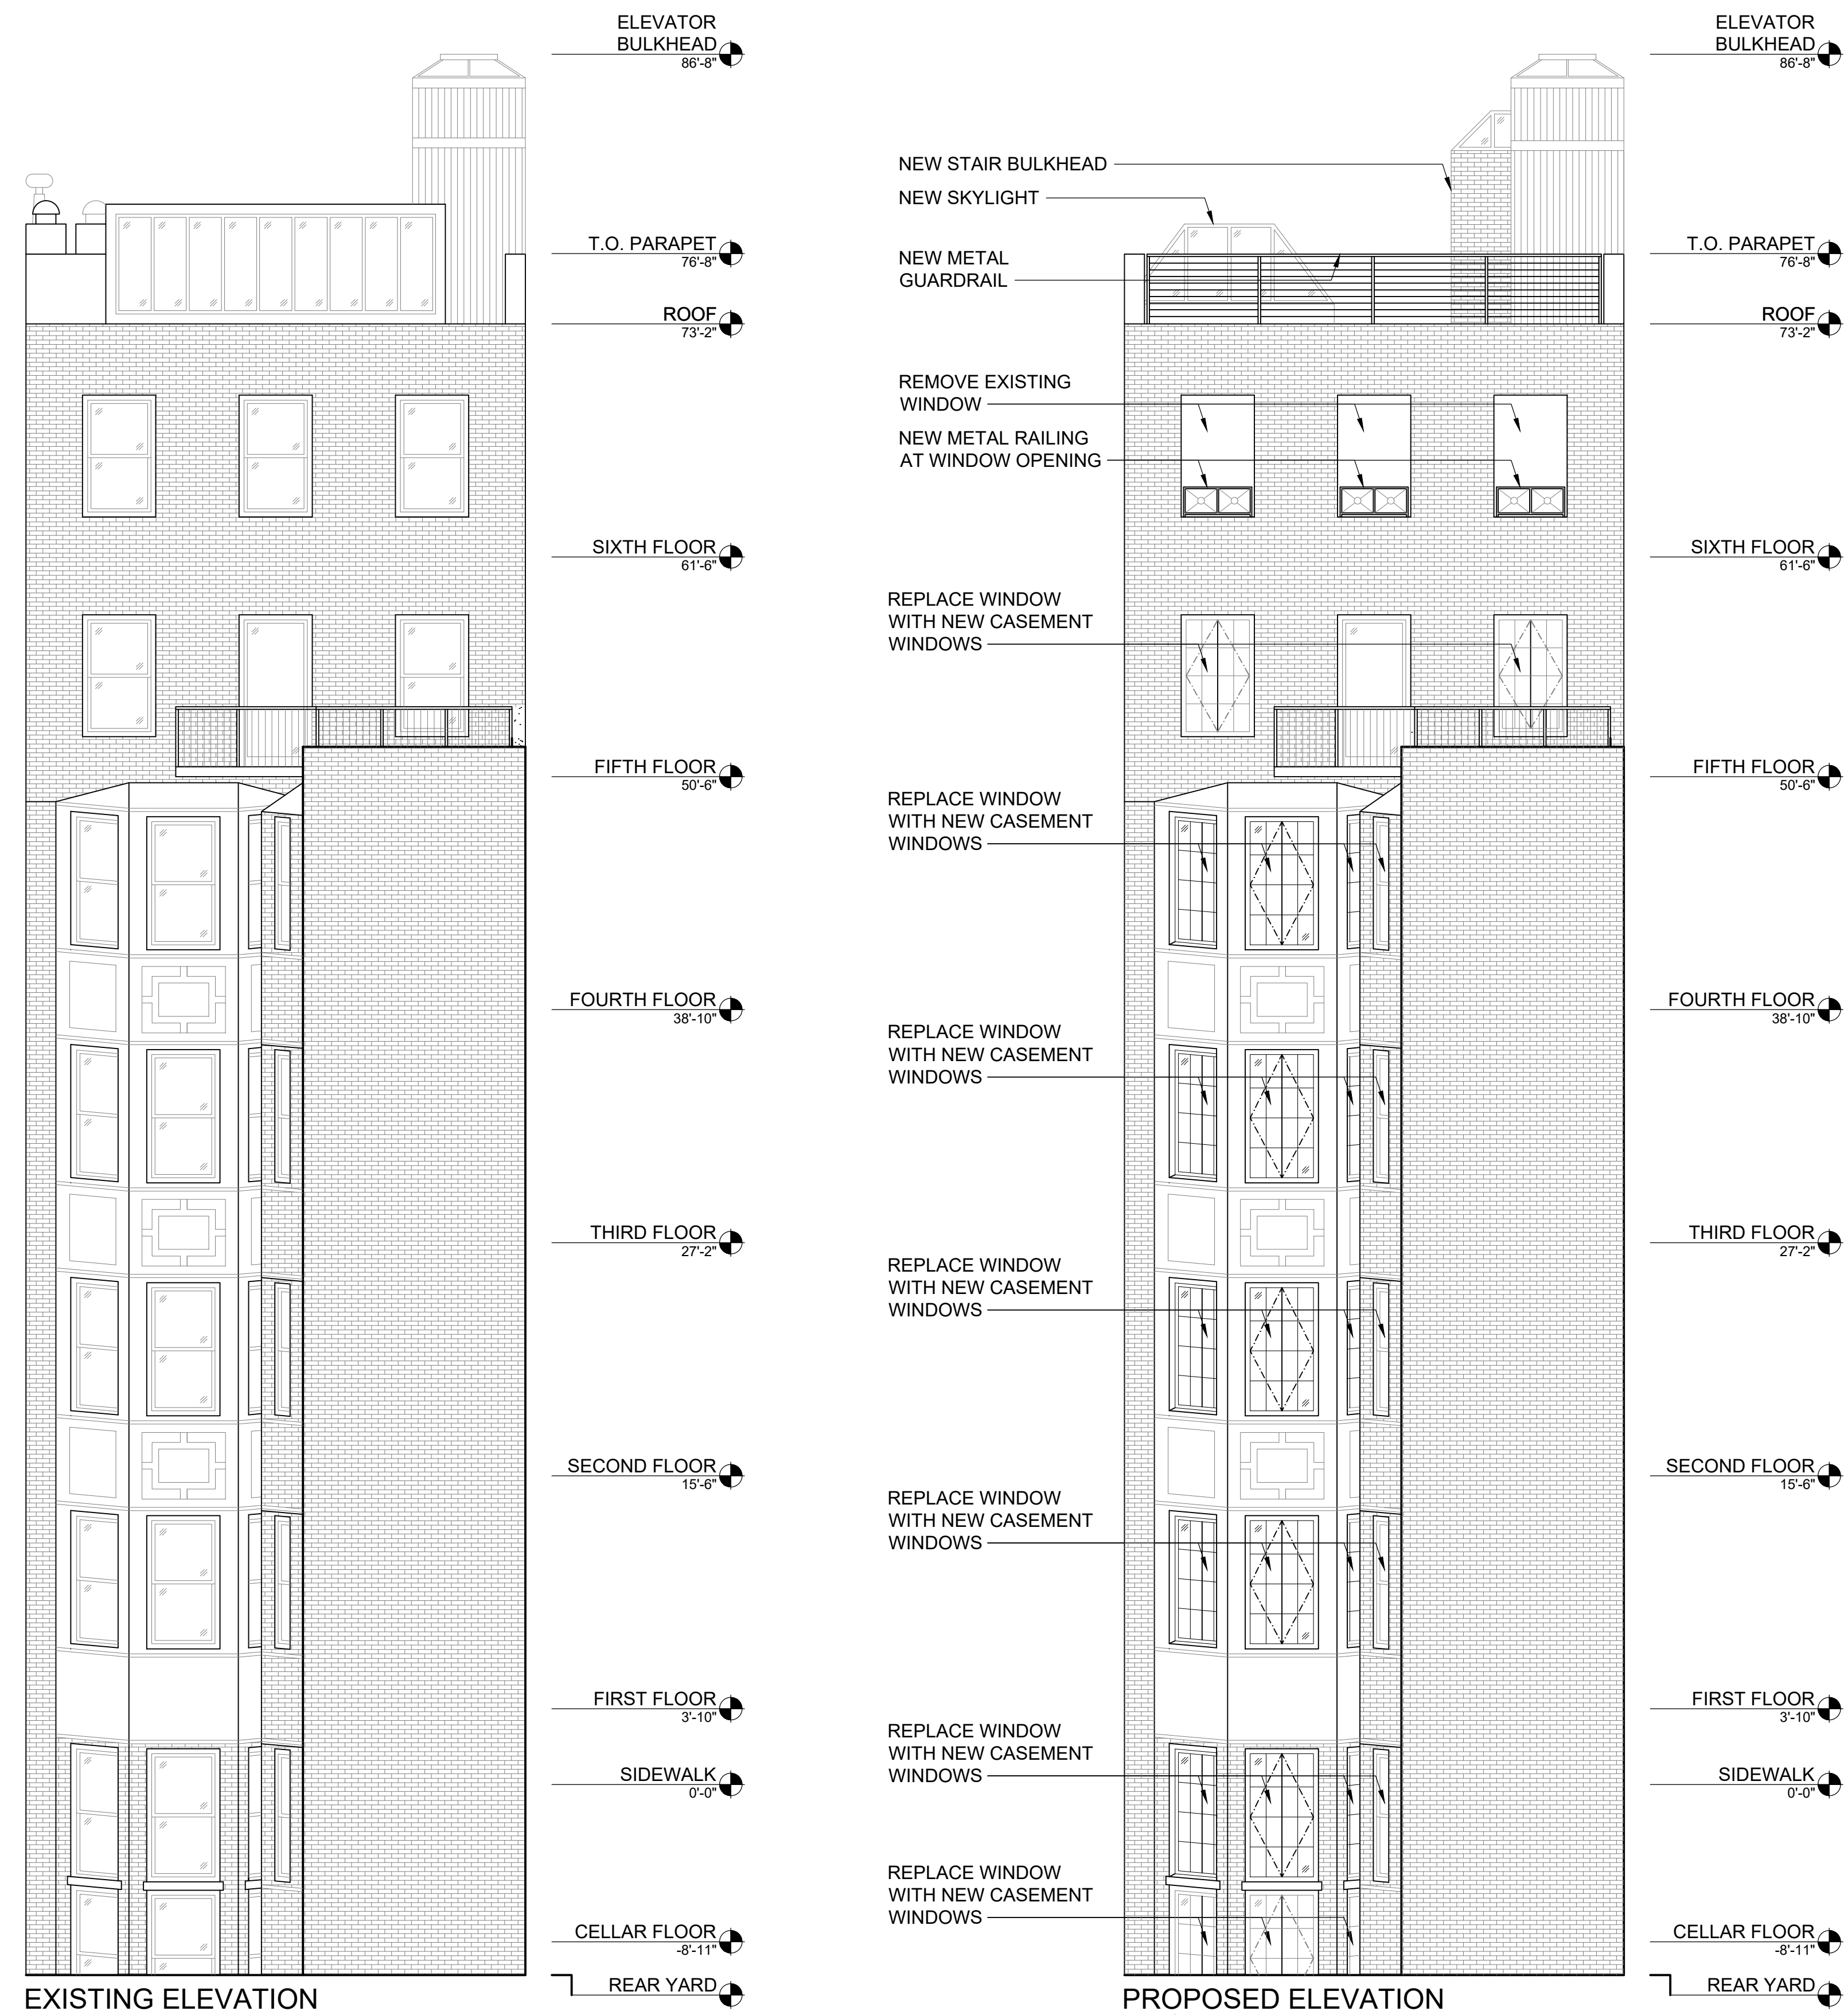 ELEVATOR
BULKHEAD
86'-8"
T.O. PARAPET
76'-8"
ROOF
73'-2"
SIXTH FLOOR
61'-6"
FIFTH FLOOR
50'-6"
FOURTH FLOOR
38'-10"
THIRD FLOOR
27'-2"
SECOND FLOOR
15'-6"
FIRST FLOOR
3'-10"
SIDEWALK
0'-0"
CELLAR FLOOR
-8'-11"
REAR YARD
EXISTING ELEVATION
NEW STAIR BULKHEAD
NEW SKYLIGHT
NEW METAL
GUARDRAIL
REMOVE EXISTING
WINDOW
NEW METAL RAILING
AT WINDOW OPENING
REPLACE WINDOW
WITH NEW CASEMENT
WINDOWS
REPLACE WINDOW
WITH NEW CASEMENT
WINDOWS
REPLACE WINDOW
WITH NEW CASEMENT
WINDOWS
REPLACE WINDOW
WITH NEW CASEMENT
WINDOWS
REPLACE WINDOW
WITH NEW CASEMENT
WINDOWS
REPLACE WINDOW
WITH NEW CASEMENT
WINDOWS
REPLACE WINDOW
WITH NEW CASEMENT
WINDOWS
ELEVATOR
BULKHEAD
86'-8"
T.O. PARAPET
76'-8"
ROOF
73'-2"
SIXTH FLOOR
61'-6"
FIFTH FLOOR
50'-6"
FOURTH FLOOR
38'-10"
THIRD FLOOR
27'-2"
SECOND FLOOR
15'-6"
FIRST FLOOR
3'-10"
SIDEWALK
0'-0"
CELLAR FLOOR
-8'-11"
REAR YARD
PROPOSED ELEVATION